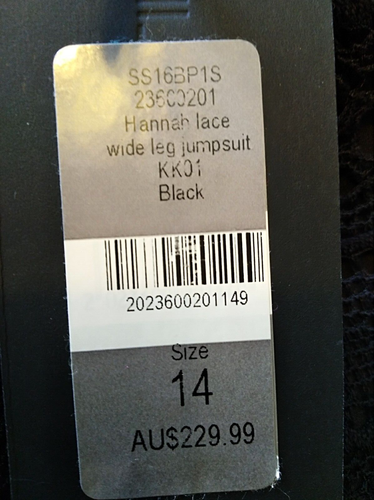 SS16BP1S
23600201
Hannah lace
wide leg jumpsuit
KK01
Black
2023600201149
Size
14
AU$229.99